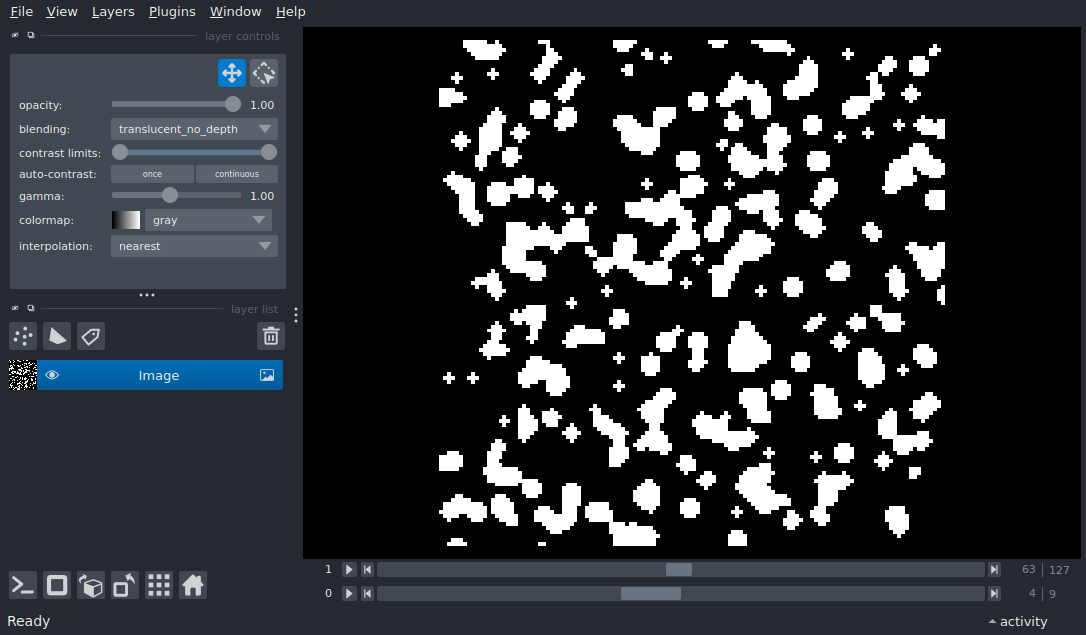 File View Layers Plugins Window Help
layer controls
opacity: 1.00
blending: translucent_no_depth
contrast limits:
auto-contrast: once continuous
gamma: 1.00
colormap: gray
interpolation: nearest
layer list
Image
1 63 127
0 4 9
Ready activity